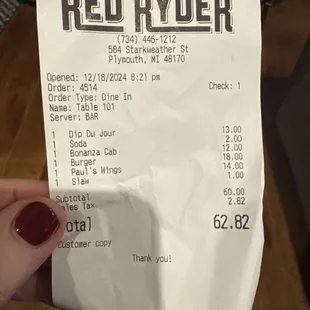 RED RYDER
(734) 446-1212
584 Starkweather St
Plymouth, MI 48170
Opened: 12/18/2024 8:21 pm
Order: 4514 Check: 1
Order Type: Dine In
Name: Table 101
Server: BAR
1 Dip Du Jour 13.00
1 Soda 2.00
1 Bonanza Cab 12.00
1 Burger 18.00
1 Paul's Wings 14.00
1 Slaw 1.00
Subtotal 60.00
ales Tax 2.82
otal 62.82
Customer copy
Thank you!